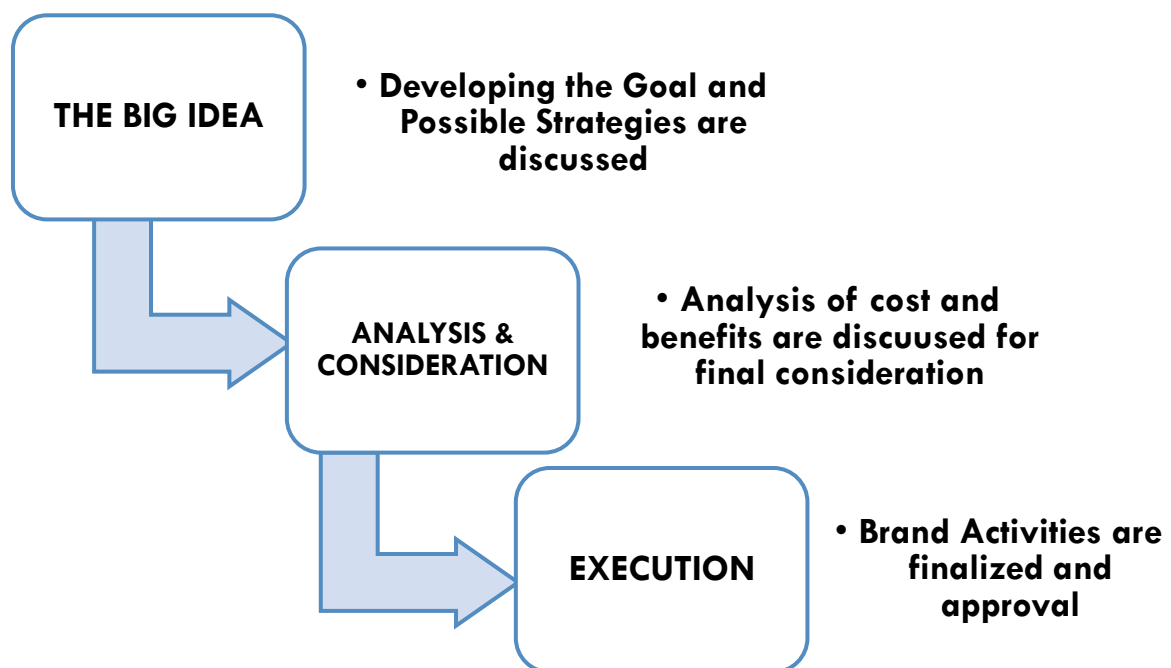 THE BIG IDEA
• Developing the Goal and
Possible Strategies are
discussed
ANALYSIS &
CONSIDERATION
• Analysis of cost and
benefits are discuused for
final consideration
EXECUTION
• Brand Activities are
finalized and
approval